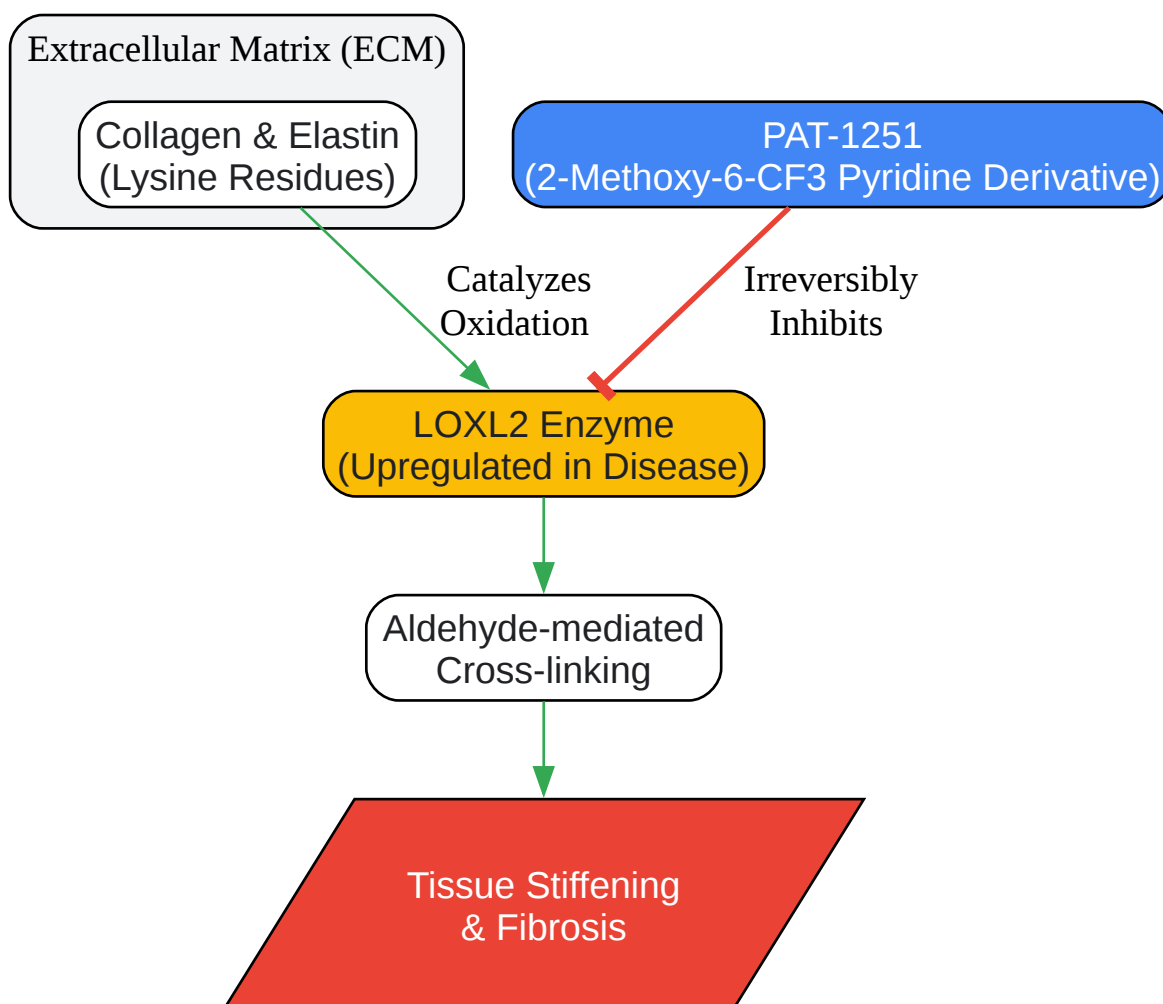 Extracellular Matrix (ECM)
Collagen & Elastin
(Lysine Residues)
PAT-1251
(2-Methoxy-6-CF3 Pyridine Derivative)
Catalyzes
Oxidation
Irreversibly
Inhibits
LOXL2 Enzyme
(Upregulated in Disease)
Aldehyde-mediated
Cross-linking
Tissue Stiffening
& Fibrosis